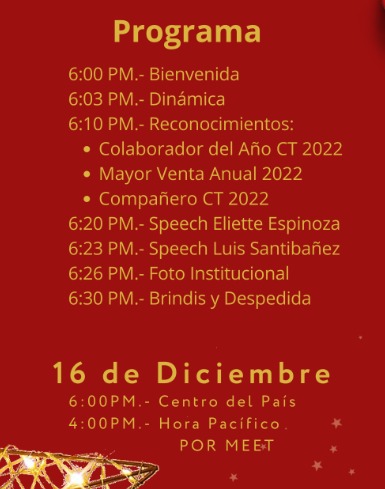 Programa
6:00 PM.- Bienvenida
6:03 PM.- Dinámica
6:10 PM.- Reconocimientos:
• Colaborador del Año CT 2022
• Mayor Venta Anual 2022
• Compañero CT 2022
6:20 PM.- Speech Eliette Espinoza
6:23 PM.- Speech Luis Santibañez
6:26 PM.- Foto Institucional
6:30 PM.- Brindis y Despedida
16 de Diciembre
6:00PM.- Centro del País
4:00PM.- Hora Pacífico
POR MEET